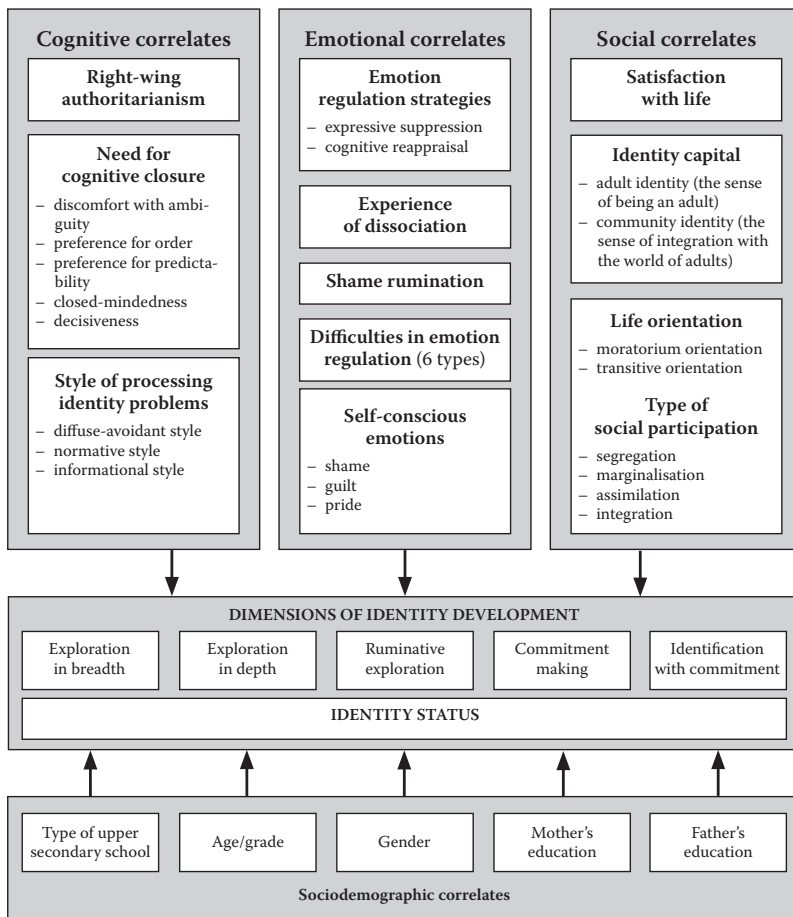 Cognitive correlates
Right-wing
authoritarianism
Need for
cognitive closure
– discomfort with ambi-
guity
– preference for order
– preference for predicta-
bility
– closed-mindedness
– decisiveness
Style of processing
identity problems
– diffuse-avoidant style
– normative style
– informational style
Emotional correlates
Emotion
regulation strategies
– expressive suppression
– cognitive reappraisal
Experience
of dissociation
Shame rumination
Difficulties in emotion
regulation (6 types)
Self-conscious
emotions
– shame
– guilt
– pride
Social correlates
Satisfaction
with life
Identity capital
– adult identity (the sense
of being an adult)
– community identity (the
sense of integration with
the world of adults)
Life orientation
– moratorium orientation
– transitive orientation
Type of
social participation
– segregation
– marginalisation
– assimilation
– integration
DIMENSIONS OF IDENTITY DEVELOPMENT
Exploration
in breadth
Exploration
in depth
Ruminative
exploration
Commitment
making
Identification
with commitment
IDENTITY STATUS
Type of upper
secondary school
Age/grade
Gender
Mother's
education
Father's
education
Sociodemographic correlates